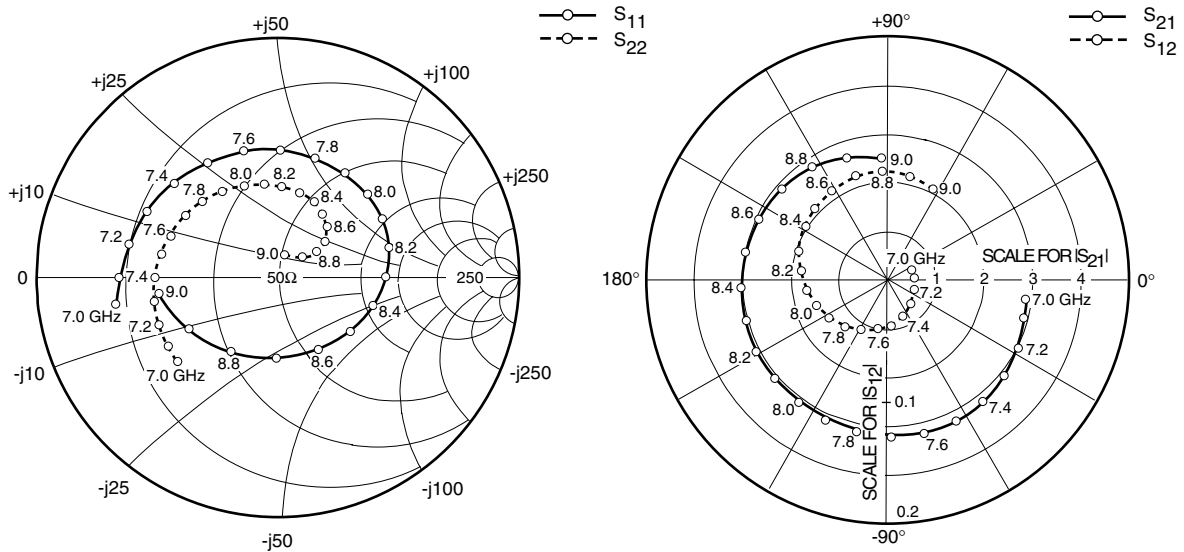 S11
S22
+j50
+j25
+j100
+j10
+j250
0
50Ω
250
-j10
-j250
-j25
-j100
-j50
7.0 GHz
7.2
7.4
7.6
7.8
8.0
8.2
8.4
8.6
8.8
9.0
7.0 GHz
7.2
7.4
7.6
7.8
8.0
8.2
8.4
8.6
8.8
9.0
S21
S12
+90°
180°
0°
-90°
SCALE FOR |S21|
1
2
3
4
SCALE FOR |S12|
0.1
0.2
7.0 GHz
7.2
7.4
7.6
7.8
8.0
8.2
8.4
8.6
8.8
9.0
7.0 GHz
7.2
7.4
7.6
7.8
8.0
8.2
8.4
8.6
8.8
9.0